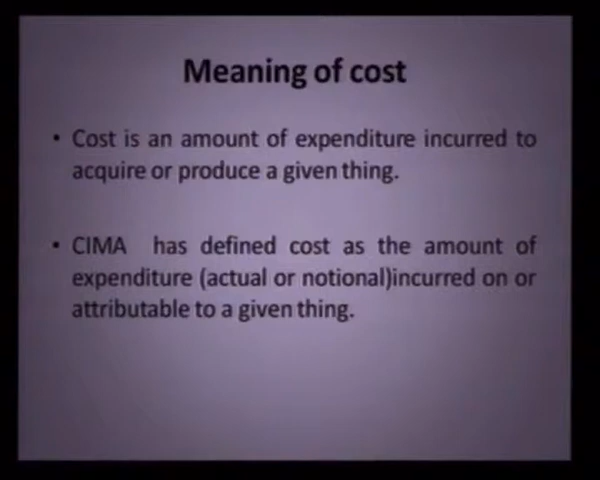 Meaning of cost
• Cost is an amount of expenditure incurred to
acquire or produce a given thing.
• CIMA has defined cost as the amount of
expenditure (actual or notional)incurred on or
attributable to a given thing.